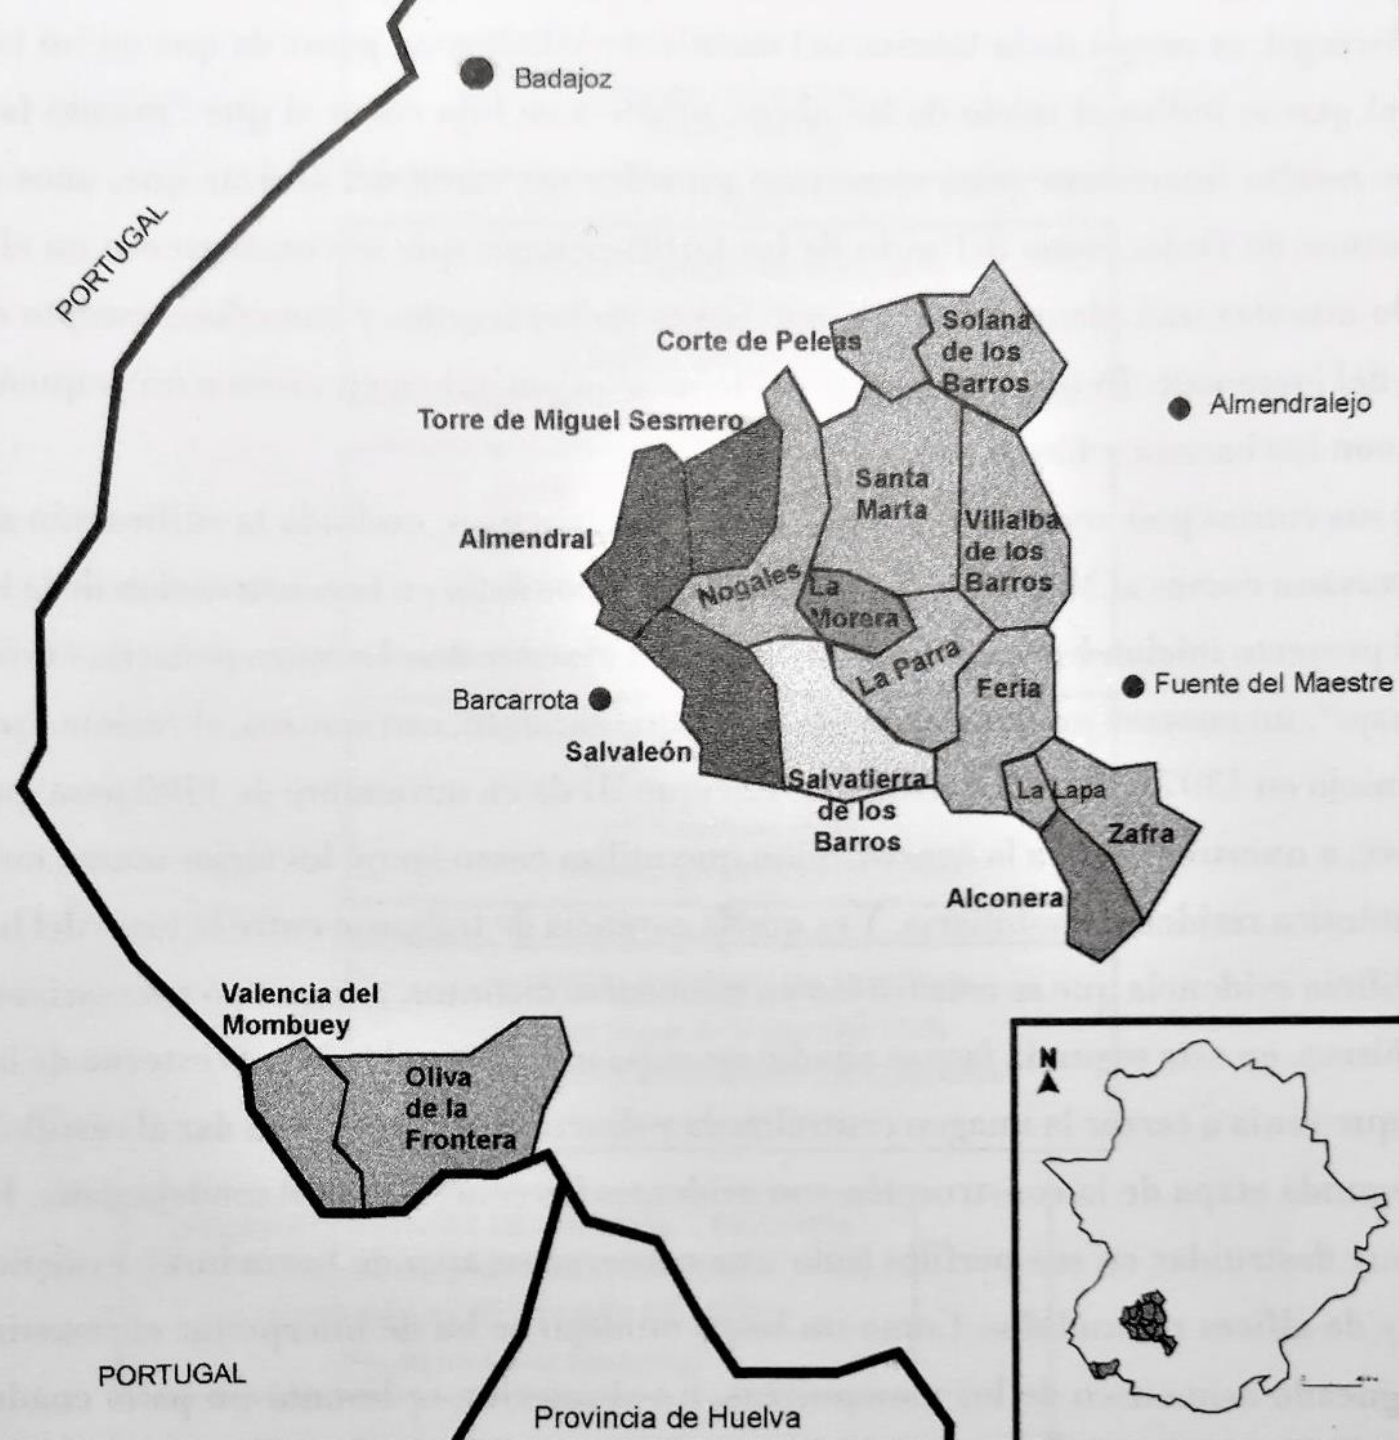 Badajoz
PORTUGAL
Corte de Peleas
Solana
de los
Barros
Almendralejo
Torre de Miguel Sesmero
Santa
Marta
Villalba
de los
Barros
Almendral
Nogales
La
Morera
La Parra
Feria
Fuente del Maestre
Barcarrota
Salvaleón
Salvatierra
de los
Barros
La Lapa
Zafra
Alconera
Valencia del
Mombuey
Oliva
de la
Frontera
N
PORTUGAL
Provincia de Huelva